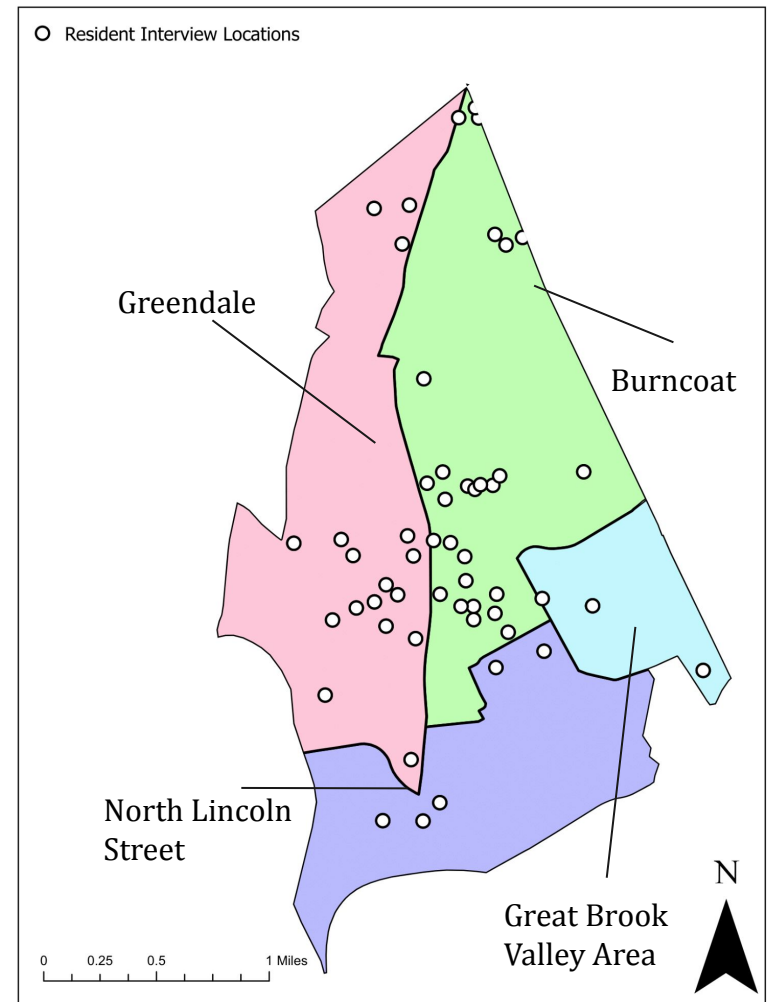 Resident Interview Locations
Greendale
Burncoat
North Lincoln
Street
N
Great Brook
Valley Area
0 0.25 0.5 1 Miles